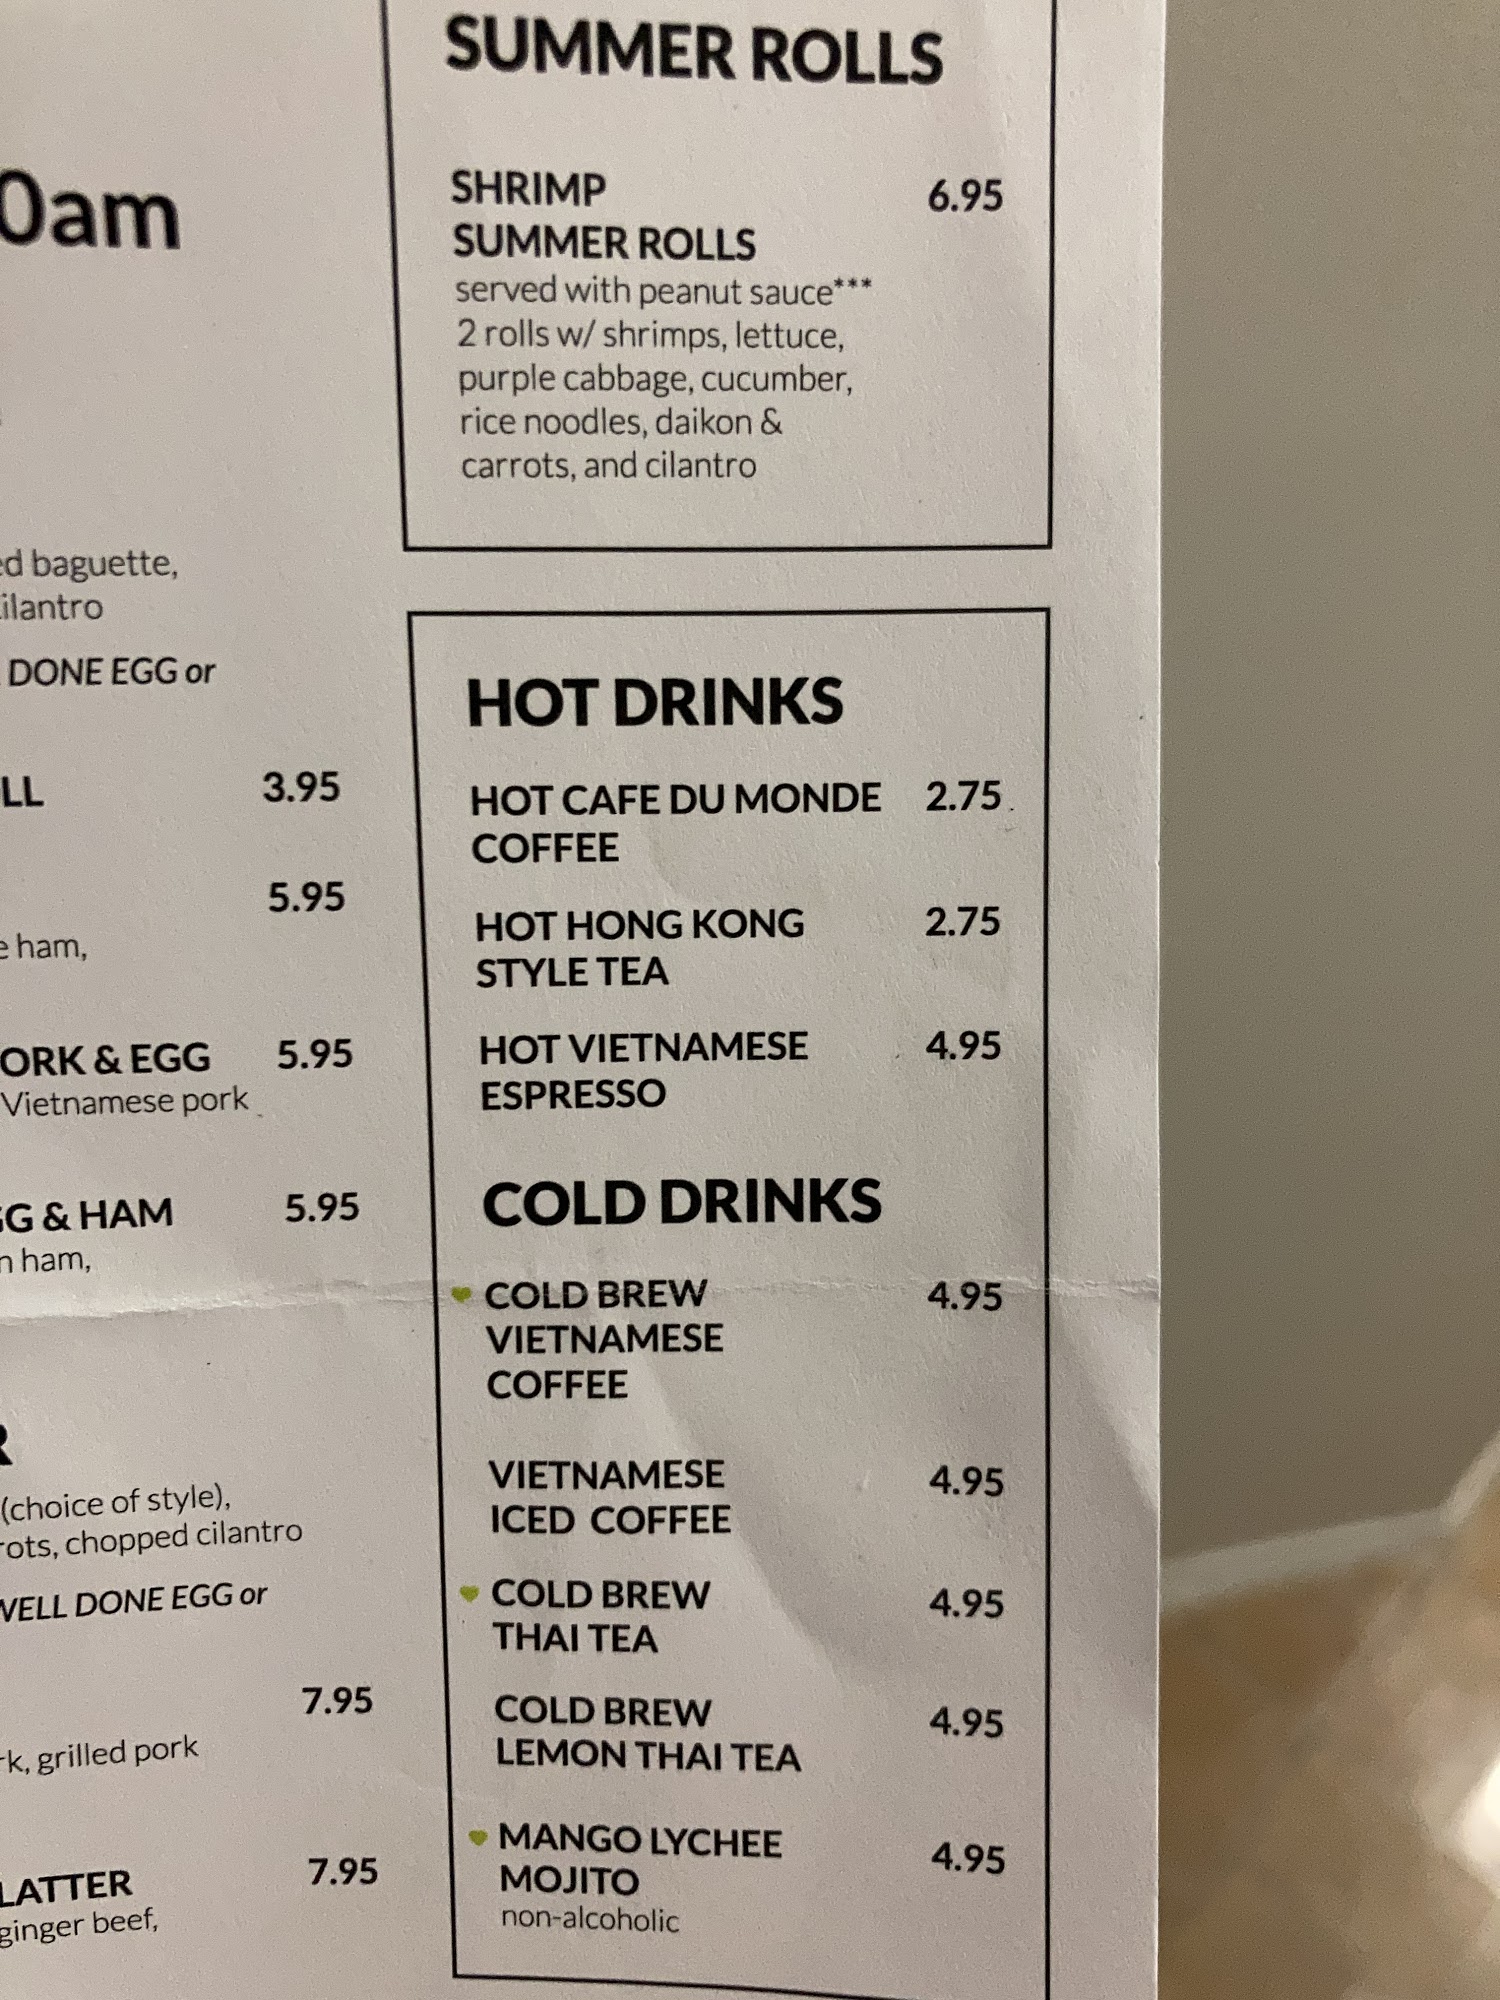 0am
ed baguette,
cilantro
DONE EGG or
LL 3.95
5.95
e ham,
ORK & EGG 5.95
Vietnamese pork
GG & HAM 5.95
n ham,
R
(choice of style),
rots, chopped cilantro
WELL DONE EGG or
7.95
rk, grilled pork
LATTER 7.95
ginger beef,
SUMMER ROLLS
SHRIMP 6.95
SUMMER ROLLS
served with peanut sauce***
2 rolls w/ shrimps, lettuce,
purple cabbage, cucumber,
rice noodles, daikon &
carrots, and cilantro
HOT DRINKS
HOT CAFE DU MONDE 2.75
COFFEE
HOT HONG KONG 2.75
STYLE TEA
HOT VIETNAMESE 4.95
ESPRESSO
COLD DRINKS
COLD BREW 4.95
VIETNAMESE
COFFEE
VIETNAMESE 4.95
ICED COFFEE
COLD BREW 4.95
THAI TEA
COLD BREW 4.95
LEMON THAI TEA
MANGO LYCHEE 4.95
MOJITO
non-alcoholic